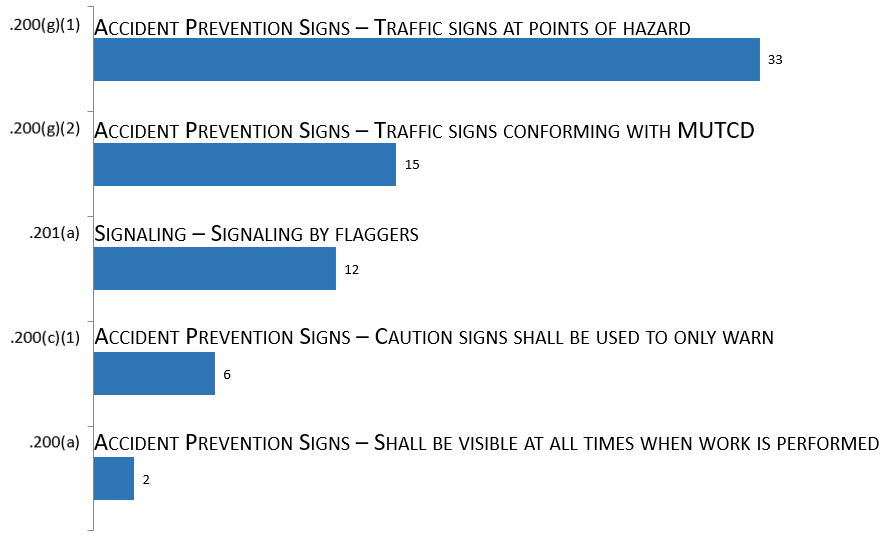 .200(g)(1) Accident Prevention Signs – Traffic signs at points of hazard
33
.200(g)(2) Accident Prevention Signs – Traffic signs conforming with MUTCD
15
.201(a) Signaling – Signaling by flaggers
12
.200(c)(1) Accident Prevention Signs – Caution signs shall be used to only warn
6
.200(a) Accident Prevention Signs – Shall be visible at all times when work is performed
2